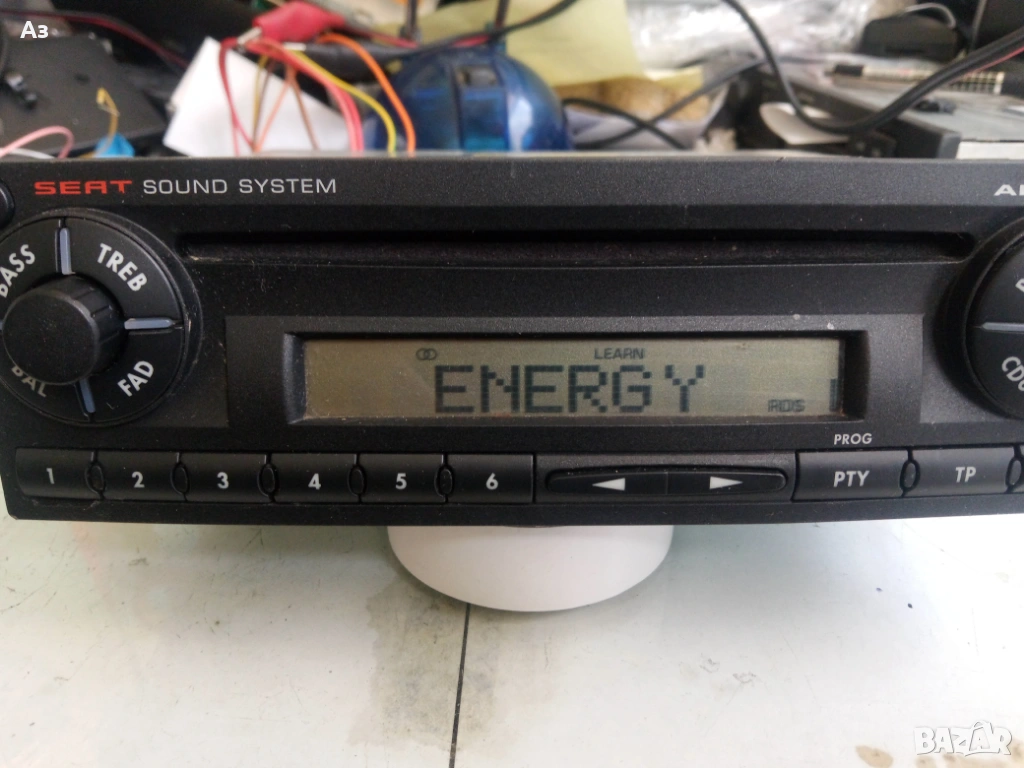 Аз
SEAT SOUND SYSTEM
BASS
TREB
BAL
FAD
LEARN
ENERGY
RDS
PROG
1 2 3 4 5 6 PTY TP
BAZAR